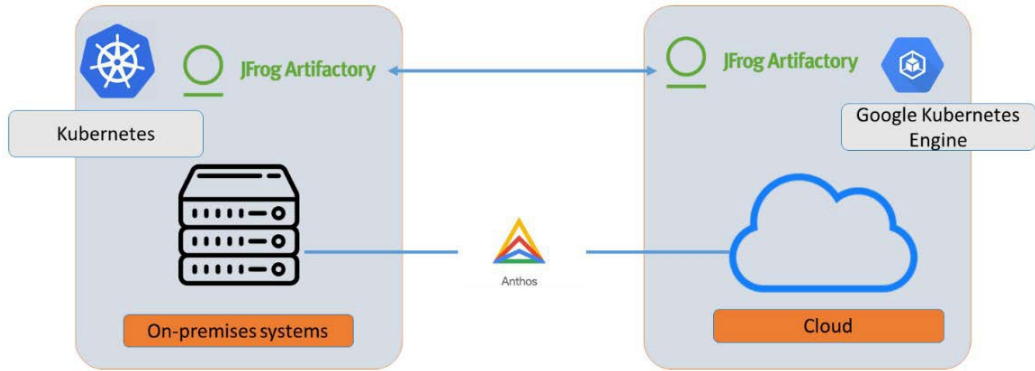 JFrog Artifactory
JFrog Artifactory
Kubernetes
Google Kubernetes
Engine
Anthos
On-premises systems
Cloud